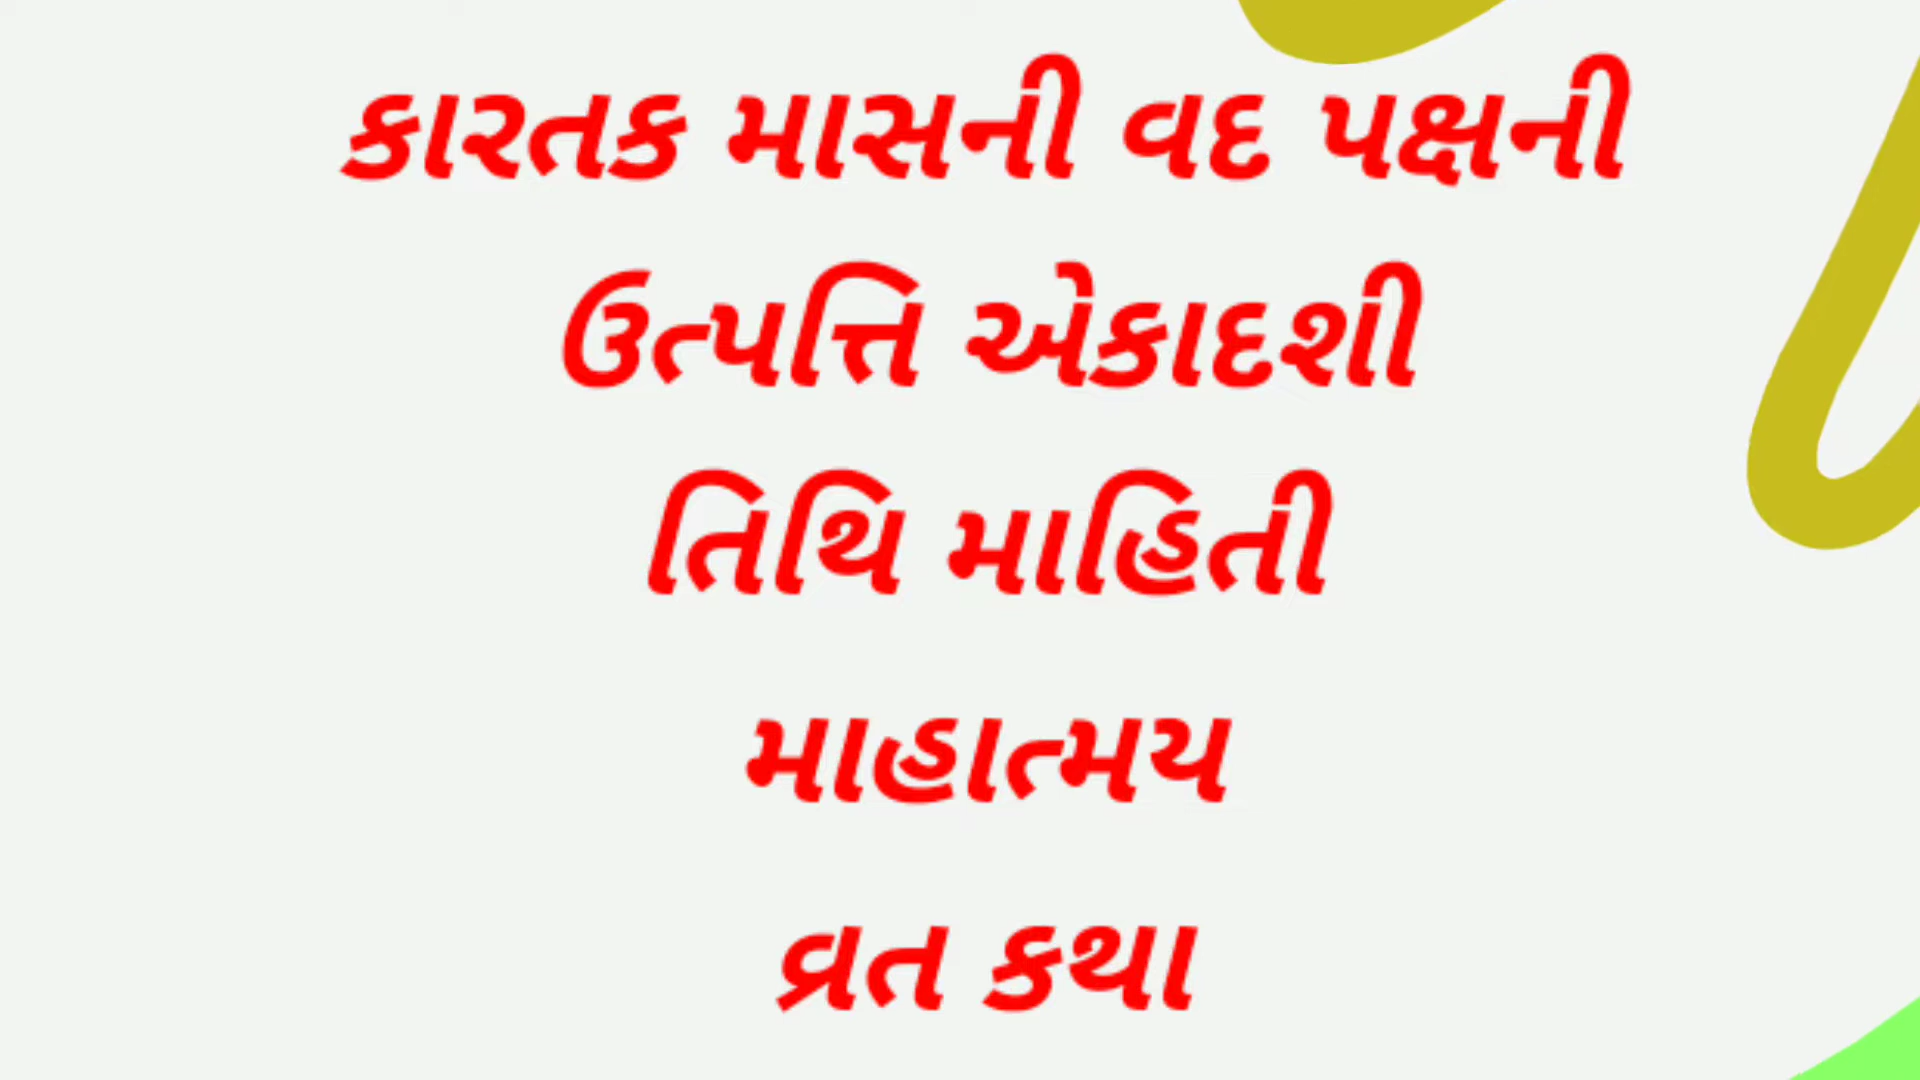 કારતક માસની વદ પક્ષની
ઉત્પત્તિ એકાદશી
તિથિ માહિતી
માહાત્મય
વ્રત કથા